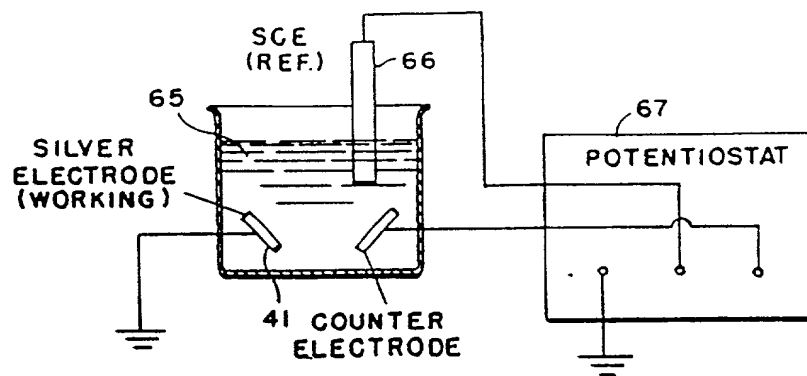 SCE
(REF.)
66
67
65
POTENTIOSTAT
SILVER
ELECTRODE
(WORKING)
41
COUNTER
ELECTRODE